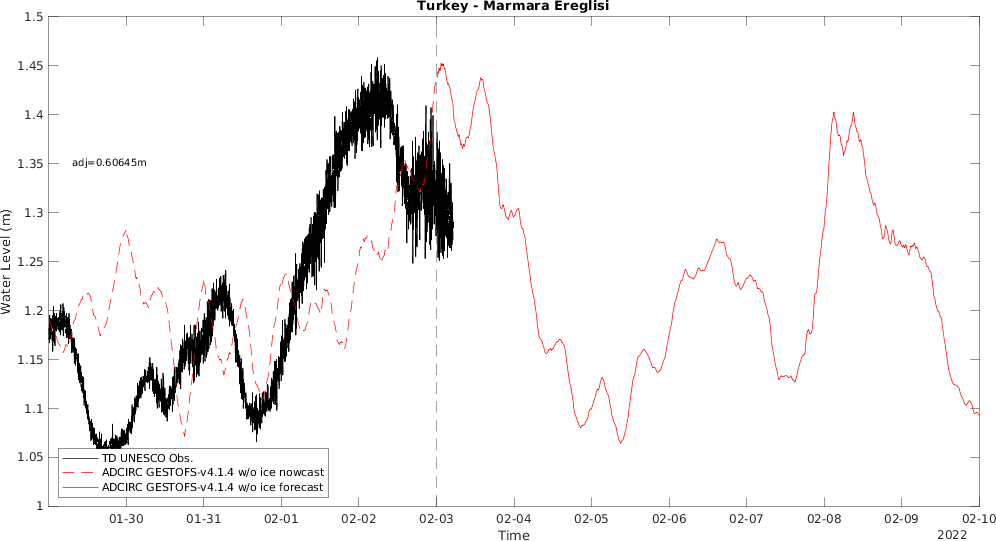 Turkey - Marmara Ereglisi
1.5
1.45
1.4
1.35
1.3
1.25
1.2
1.15
1.1
1.05
1
Water Level (m)
adj=0.60645m
TD UNESCO Obs.
ADCIRC GESTOFS-v4.1.4 w/o ice nowcast
ADCIRC GESTOFS-v4.1.4 w/o ice forecast
01-30 01-31 02-01 02-02 02-03 02-04 02-05 02-06 02-07 02-08 02-09 02-10
Time
2022